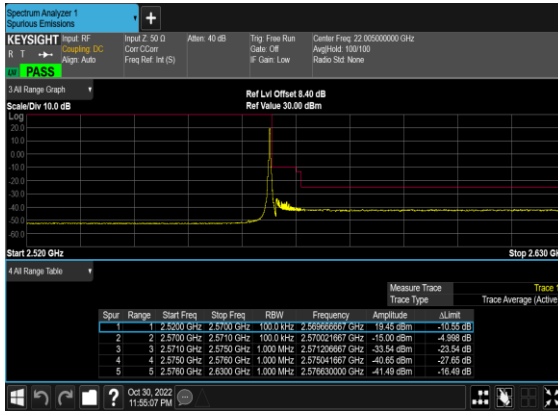 Spectrum Analyzer 1
Spurious Emissions
KEYSIGHT Input: RF Input Z: 50 Ω Atten: 40 dB Trig: Free Run Center Freq: 22.005000000 GHz
R T Coupling: DC Corr CCorr Gate: Off Avg|Hold: 100/100
Align: Auto Freq Ref: Int (S) IF Gain: Low Radio Std: None
PASS
3 All Range Graph
Ref Lvl Offset 8.40 dB
Scale/Div 10.0 dB Ref Value 30.00 dBm
Log
20.0
10.0
0.00
-10.0
-20.0
-30.0
-40.0
-50.0
-60.0
Start 2.520 GHz Stop 2.630 GH
4 All Range Table
Measure Trace Trace 1
Trace Type Trace Average (Active
Spur Range Start Freq Stop Freq RBW Frequency Amplitude ΔLimit
1 1 2.5200 GHz 2.5700 GHz 100.0 kHz 2.569666667 GHz 19.45 dBm -10.55 dB
2 2 2.5700 GHz 2.5710 GHz 100.0 kHz 2.570021667 GHz -15.00 dBm -4.998 dB
3 3 2.5710 GHz 2.5750 GHz 1.000 MHz 2.571206667 GHz -33.54 dBm -23.54 dB
4 4 2.5750 GHz 2.5760 GHz 1.000 MHz 2.575041667 GHz -40.65 dBm -27.65 dB
5 5 2.5760 GHz 2.6300 GHz 1.000 MHz 2.576630000 GHz -41.49 dBm -16.49 dB
Oct 30, 2022
11:55:07 PM